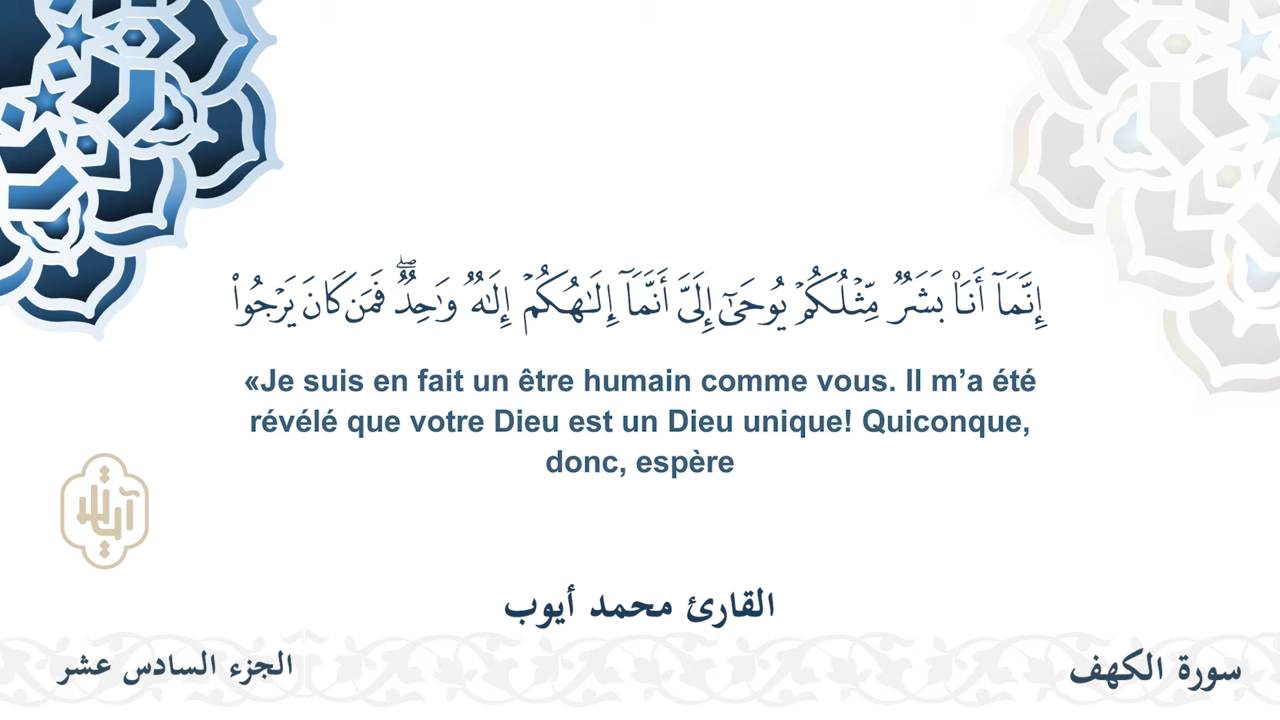 إِنَّمَآ أَنَا۠ بَشَرٌۭ مِّثْلُكُمْ يُوحَىٰٓ إِلَىَّ أَنَّمَآ إِلَـٰهُكُمْ إِلَـٰهٌۭ وَٰحِدٌۭ ۖ فَمَن كَانَ يَرْجُوا۟
«Je suis en fait un être humain comme vous. Il m’a été
révélé que votre Dieu est un Dieu unique! Quiconque,
donc, espère
القارئ محمد أيوب
سورة الكهف
الجزء السادس عشر